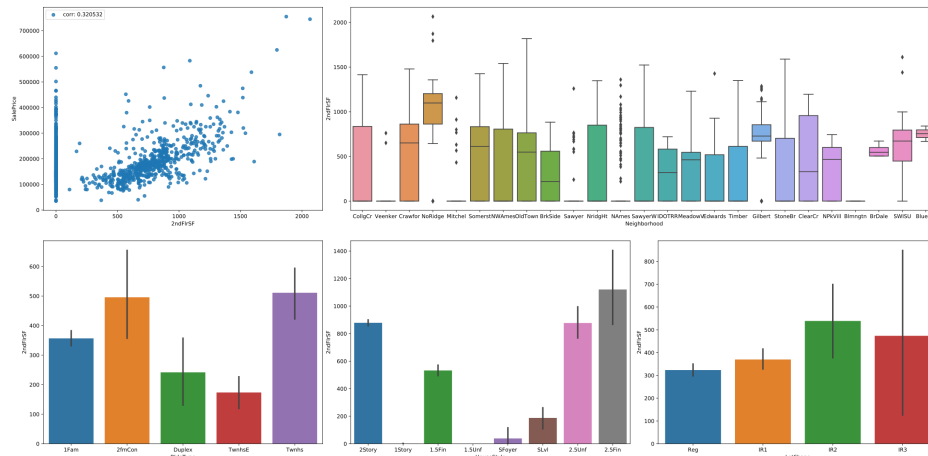 corr: 0.320532
SalePrice
700000
600000
500000
400000
300000
200000
100000
0
0 500 1000 1500 2000
2ndFlrSF
2ndFlrSF
2000
1500
1000
500
0
CollgCr Veenker Crawfor NoRidge Mitchel Somerst NWAmes OldTown BrkSide Sawyer NridgHt NAmes SawyerW IDOTRR MeadowV Edwards Timber Gilbert StoneBr ClearCr NPkVill Blmngtn BrDale SWISU Blue
Neighborhood
2ndFlrSF
600
500
400
300
200
100
0
1Fam 2fmCon Duplex TwnhsE Twnhs
2ndFlrSF
1400
1200
1000
800
600
400
200
0
2Story 1Story 1.5Fin 1.5Unf SFoyer SLvl 2.5Unf 2.5Fin
2ndFlrSF
800
700
600
500
400
300
200
100
0
Reg IR1 IR2 IR3